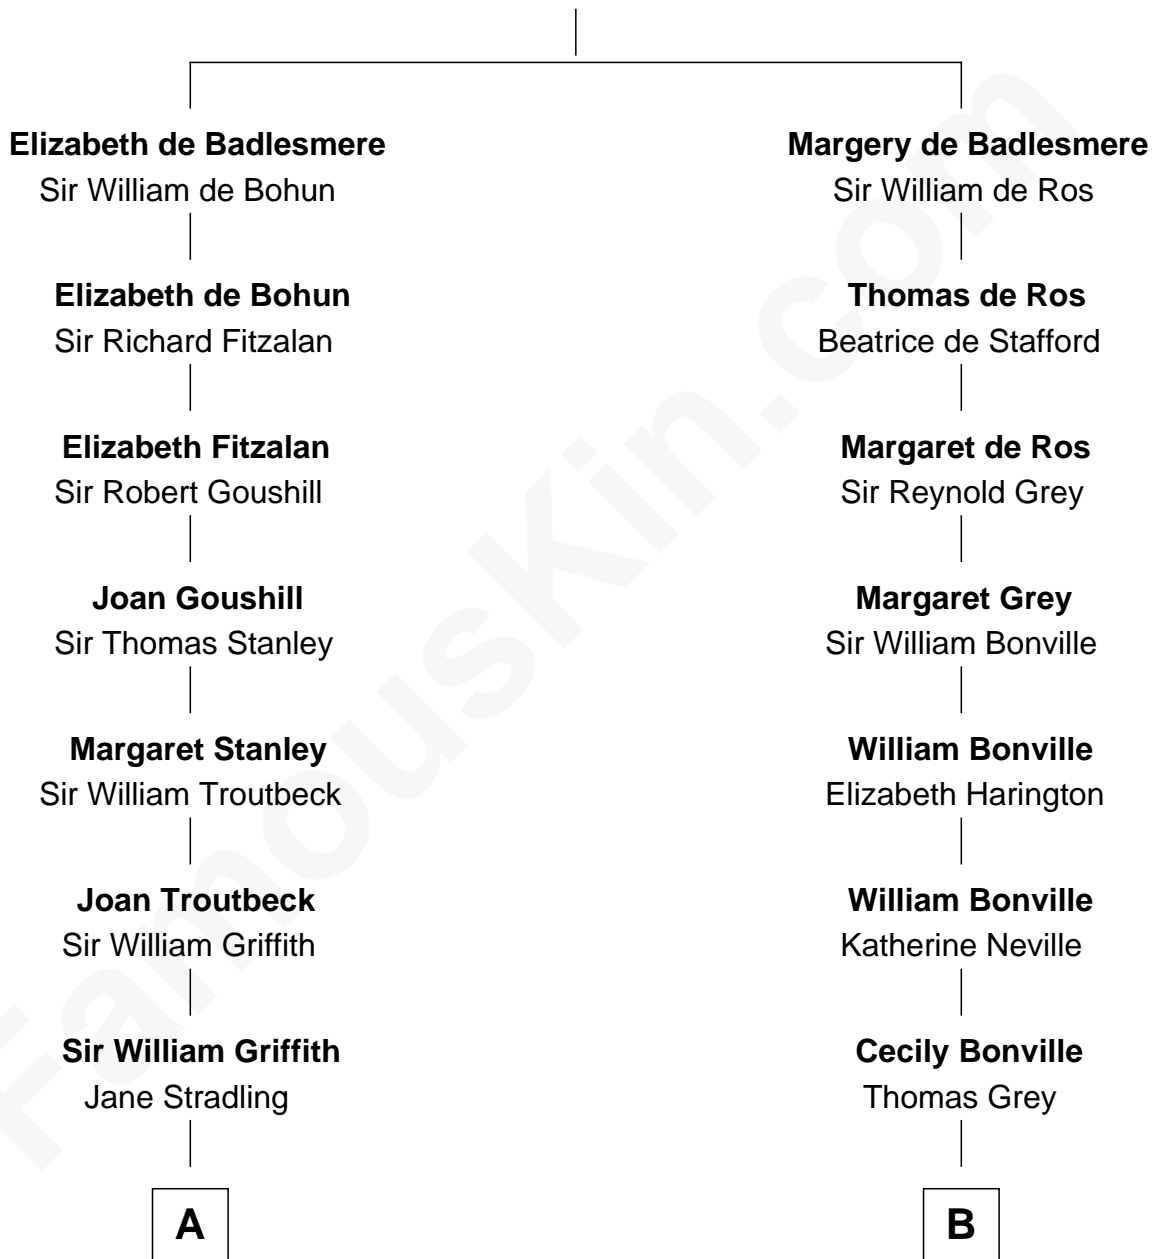 Elizabeth de Badlesmere
Sir William de Bohun
Margery de Badlesmere
Sir William de Ros
Elizabeth de Bohun
Sir Richard Fitzalan
Thomas de Ros
Beatrice de Stafford
Elizabeth Fitzalan
Sir Robert Goushill
Margaret de Ros
Sir Reynold Grey
Joan Goushill
Sir Thomas Stanley
Margaret Grey
Sir William Bonville
Margaret Stanley
Sir William Troutbeck
William Bonville
Elizabeth Harington
Joan Troutbeck
Sir William Griffith
William Bonville
Katherine Neville
Sir William Griffith
Jane Stradling
Cecily Bonville
Thomas Grey
A
B
FamousKin.com